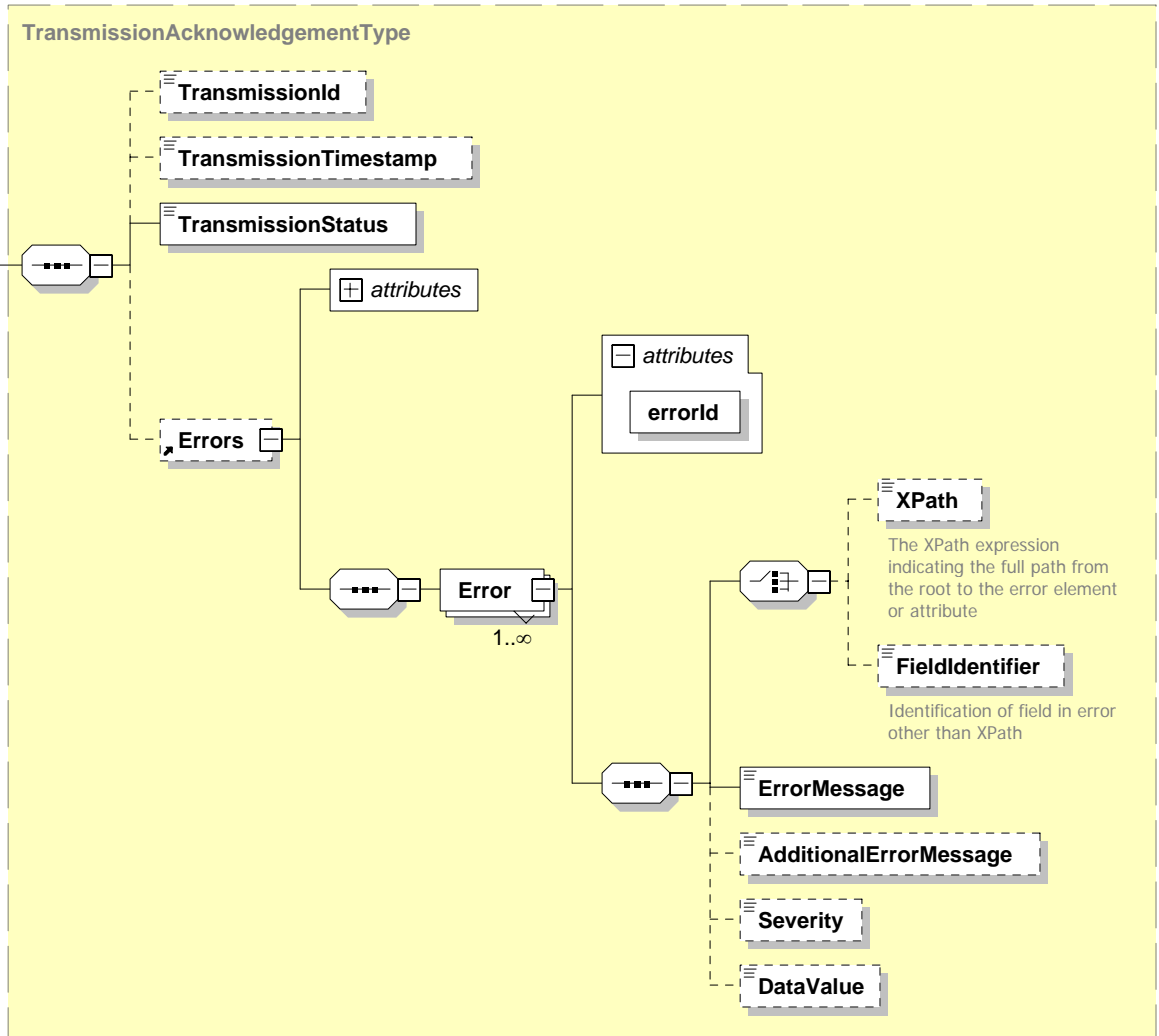 TransmissionAcknowledgementType
TransmissionId
TransmissionTimestamp
TransmissionStatus
attributes
attributes
errorId
Errors
XPath
The XPath expression
indicating the full path from
the root to the error element
or attribute
Error
1..∞
FieldIdentifier
Identification of field in error
other than XPath
ErrorMessage
AdditionalErrorMessage
Severity
DataValue